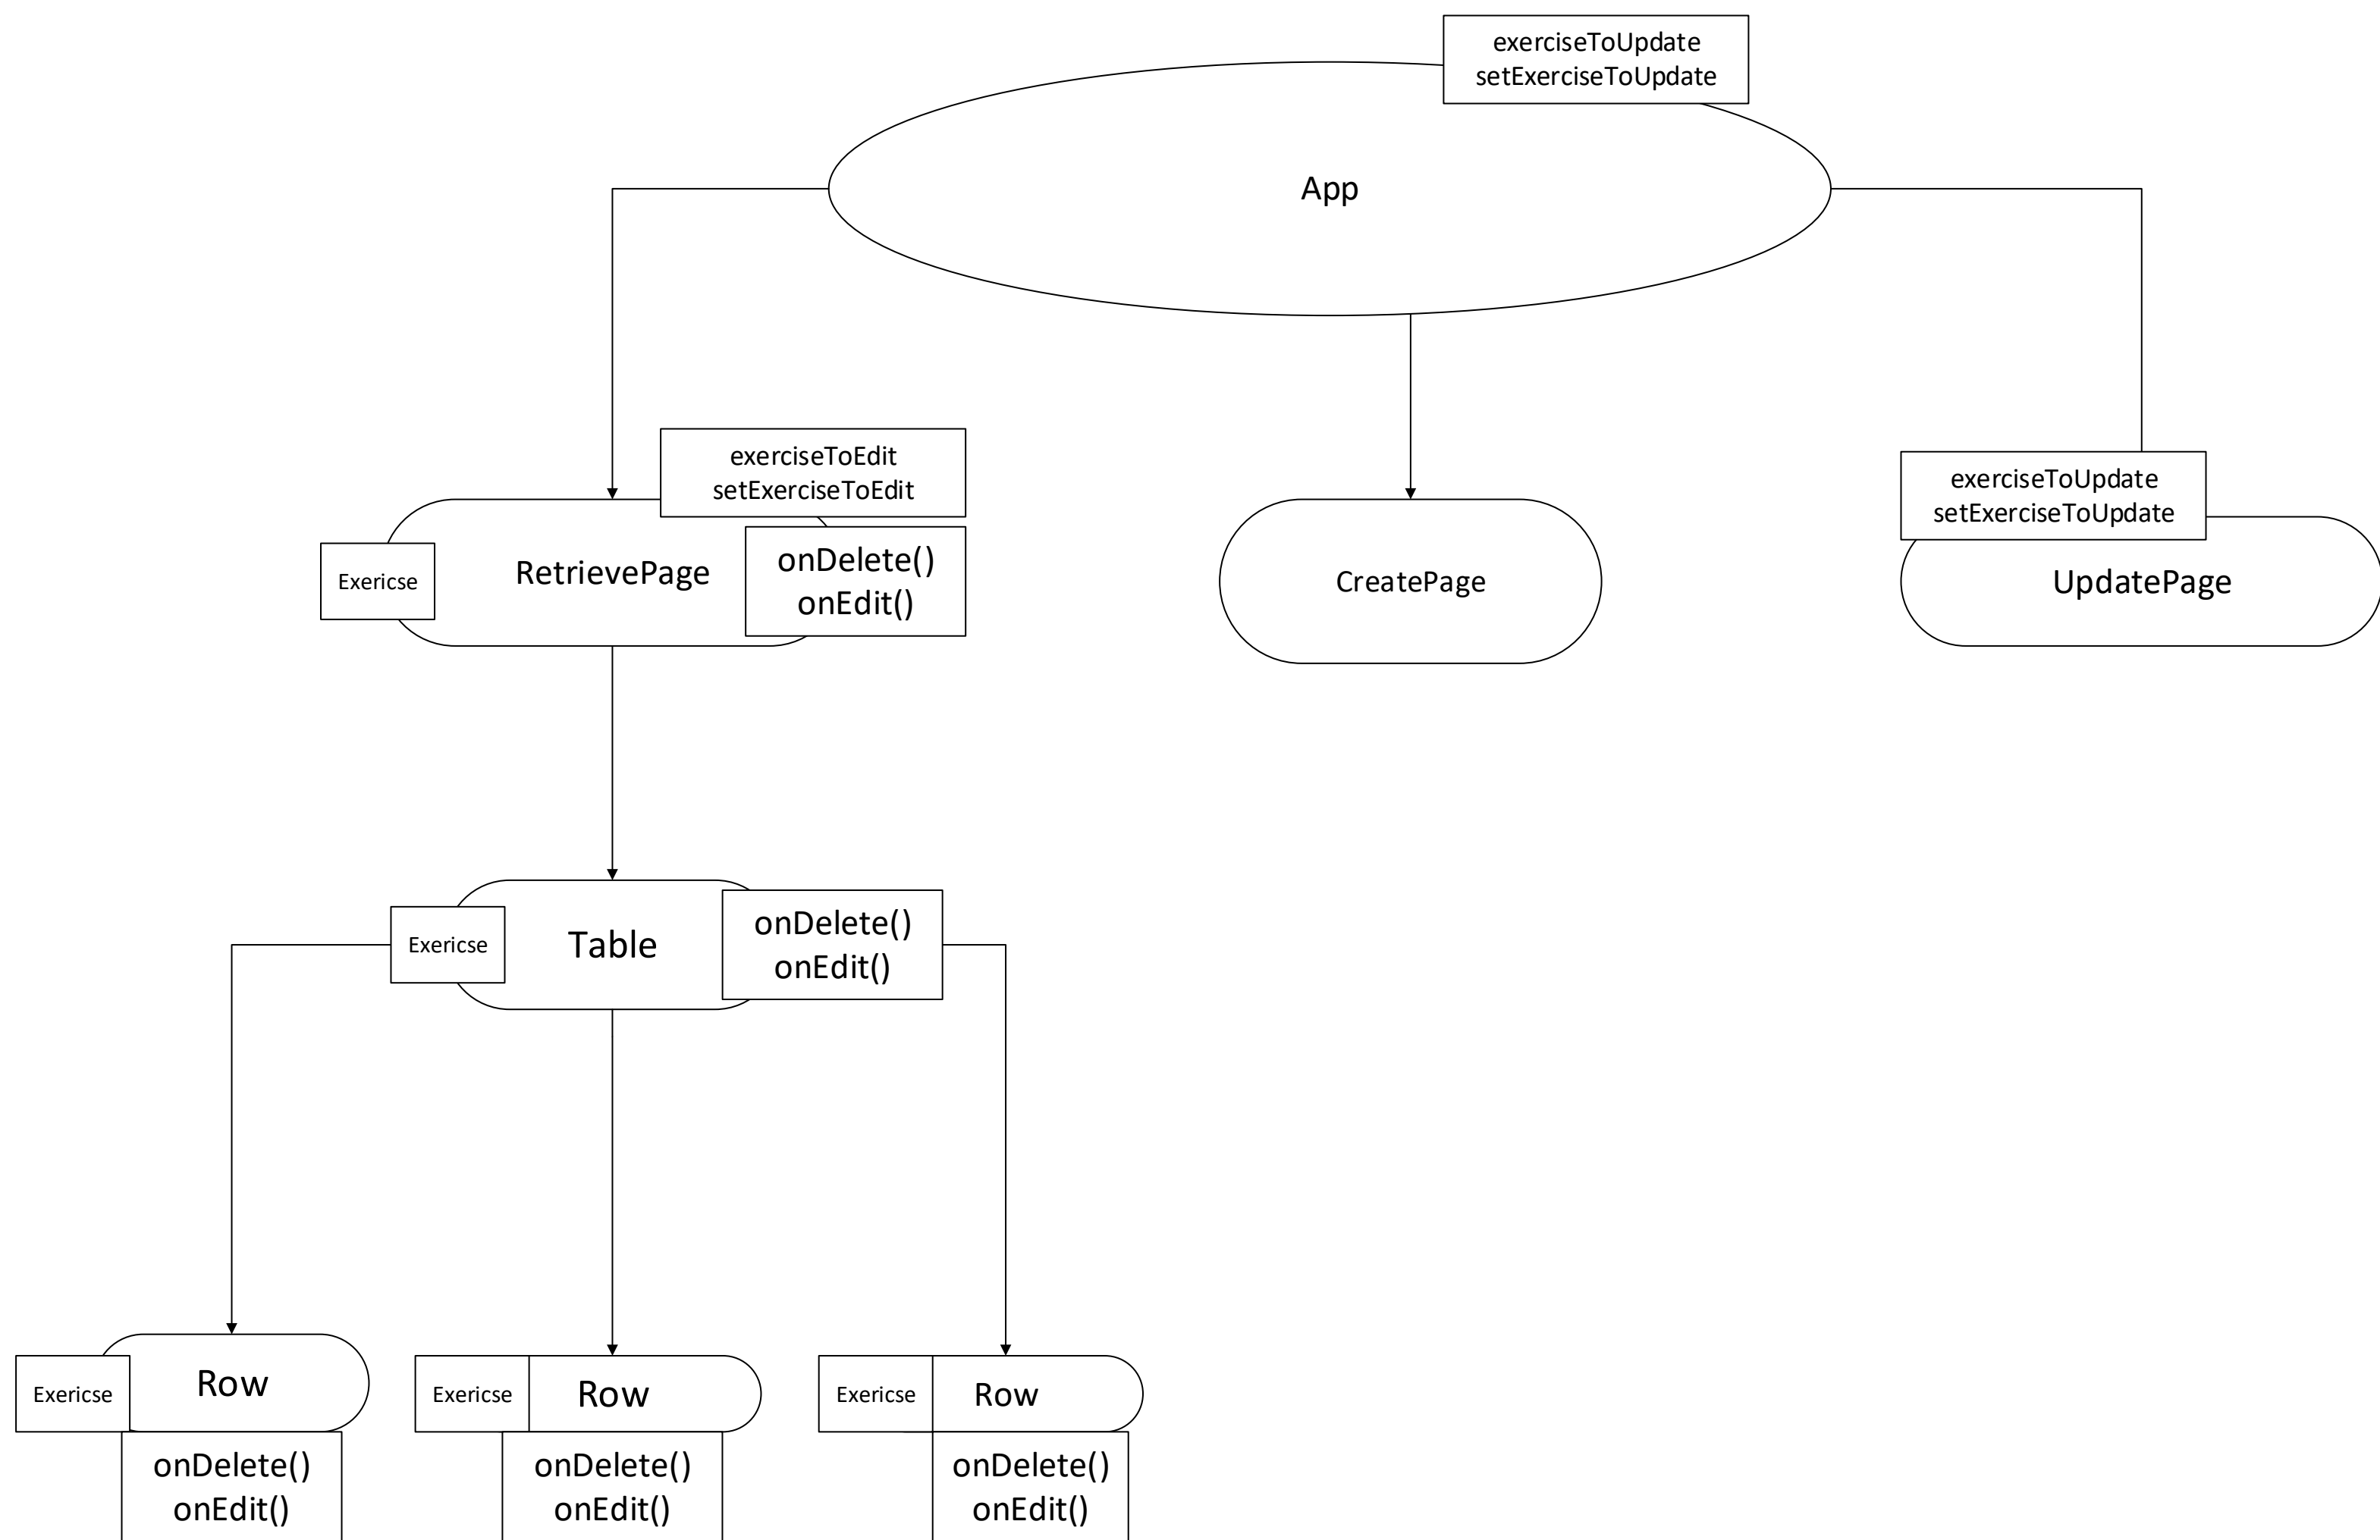 exerciseToUpdate
setExerciseToUpdate
App
exerciseToEdit
setExerciseToEdit
exerciseToUpdate
setExerciseToUpdate
Exericse
RetrievePage
onDelete()
onEdit()
CreatePage
UpdatePage
Exericse
Table
onDelete()
onEdit()
Exericse
Row
onDelete()
onEdit()
Exericse
Row
onDelete()
onEdit()
Exericse
Row
onDelete()
onEdit()